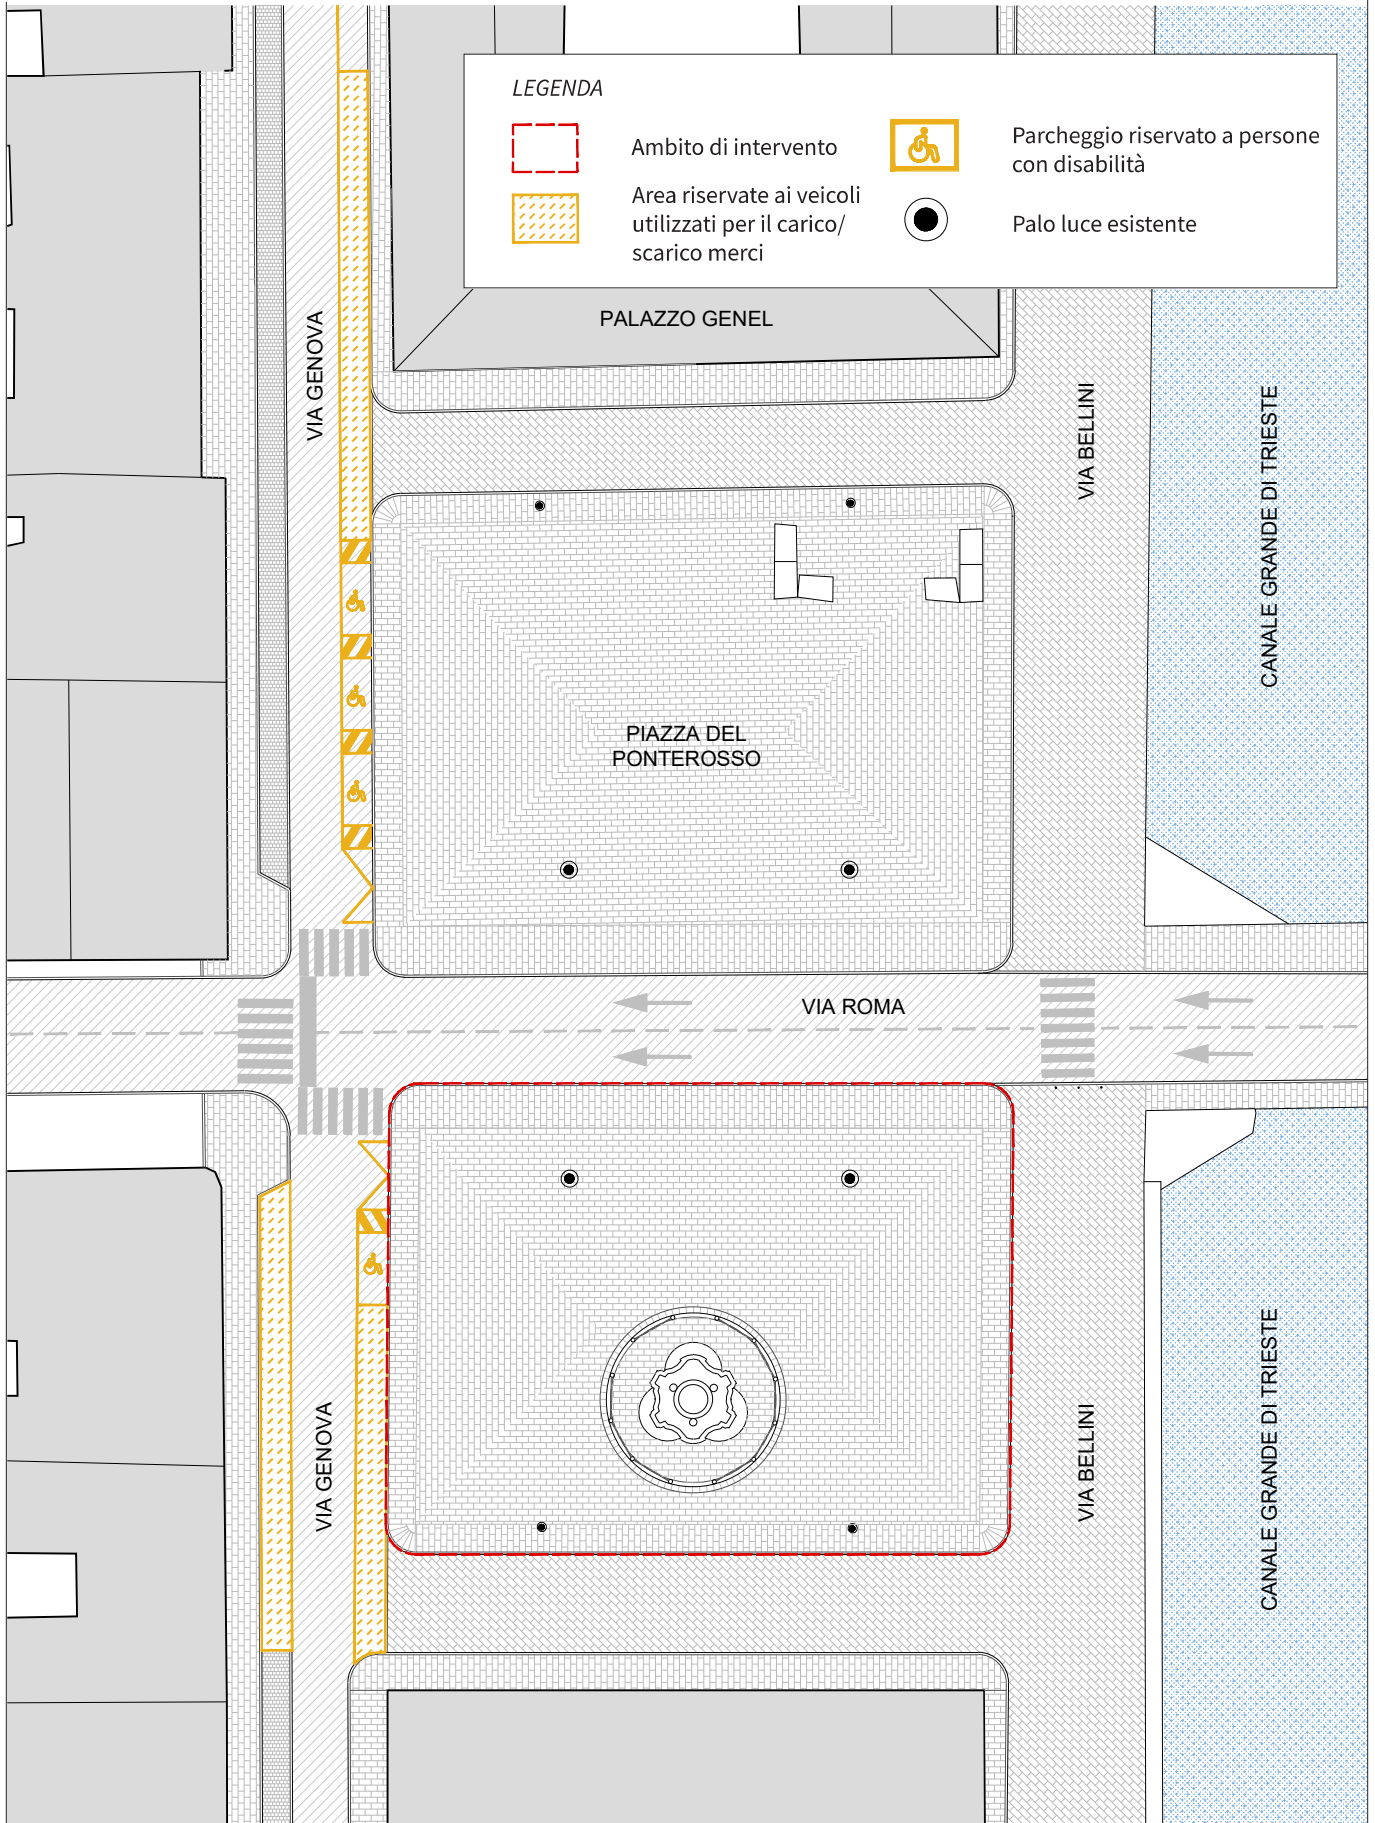 LEGENDA
Ambito di intervento
Area riservate ai veicoli
utilizzati per il carico/
scarico merci
Parcheggio riservato a persone
con disabilità
Palo luce esistente
PALAZZO GENEL
VIA GENOVA
VIA BELLINI
CANALE GRANDE DI TRIESTE
PIAZZA DEL
PONTEROSSO
VIA ROMA
VIA GENOVA
VIA BELLINI
CANALE GRANDE DI TRIESTE